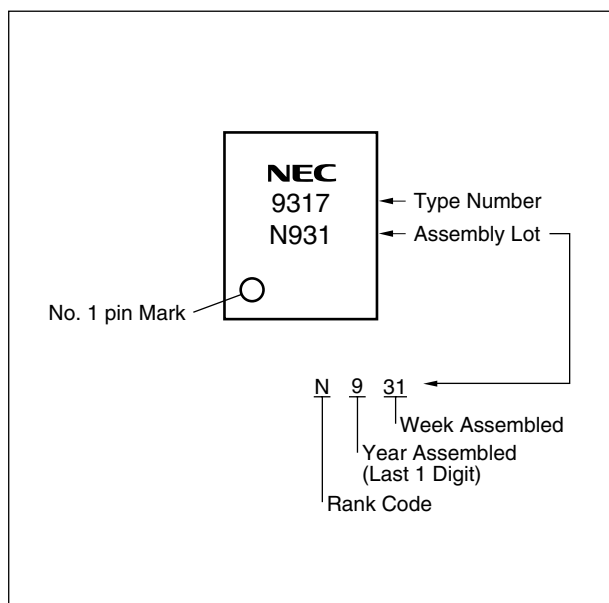 NEC
9317
N931
Type Number
Assembly Lot
No. 1 pin Mark
N 9 31
Week Assembled
Year Assembled
(Last 1 Digit)
Rank Code